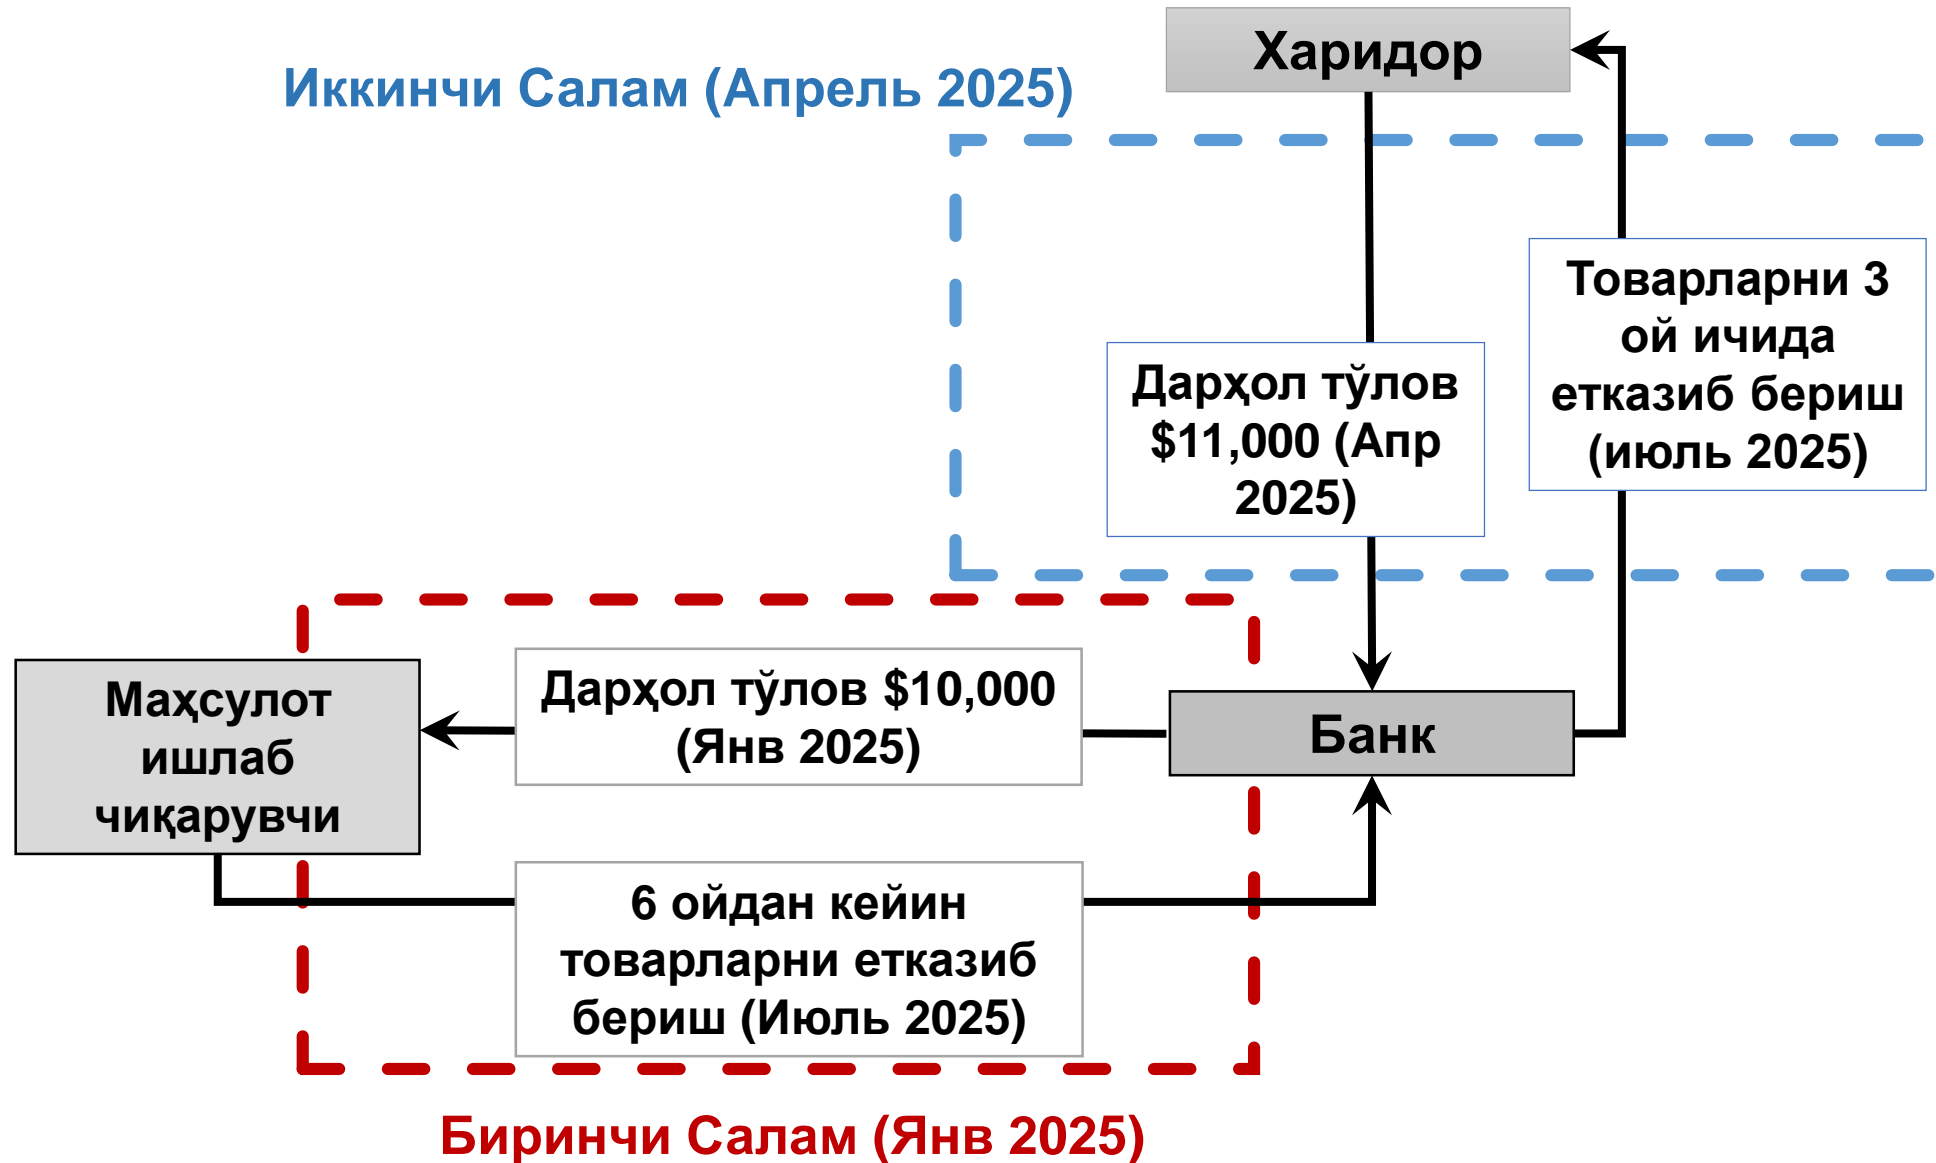 Харидор
Иккинчи Салам (Апрель 2025)
Товарларни 3
ой ичида
етказиб бериш
(июль 2025)
Дарҳол тўлов
$11,000 (Апр
2025)
Маҳсулот
ишлаб
чиқарувчи
Дарҳол тўлов $10,000
(Янв 2025)
Банк
6 ойдан кейин
товарларни етказиб
бериш (Июль 2025)
Биринчи Салам (Янв 2025)